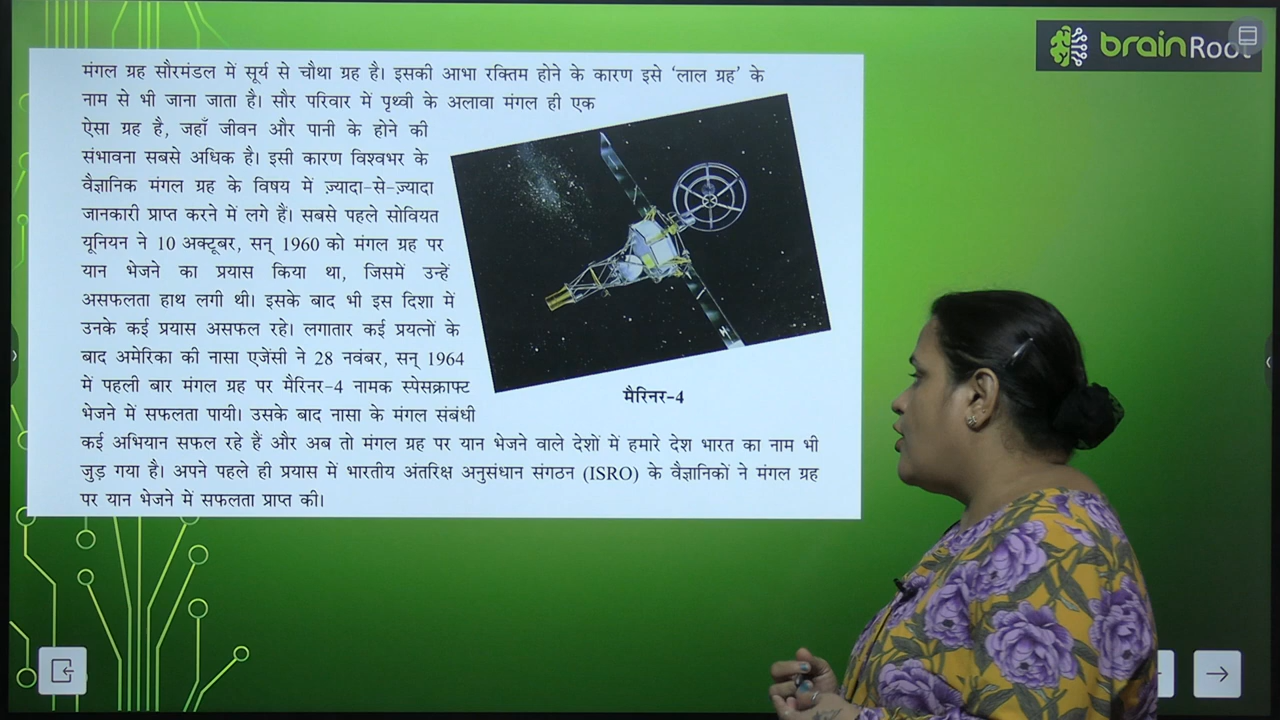 brainRoot
मंगल ग्रह सौरमंडल में सूर्य से चौथा ग्रह है। इसकी आभा रक्तिम होने के कारण इसे ‘लाल ग्रह’ के
नाम से भी जाना जाता है। सौर परिवार में पृथ्वी के अलावा मंगल ही एक
ऐसा ग्रह है, जहाँ जीवन और पानी के होने की
संभावना सबसे अधिक है। इसी कारण विश्वभर के
वैज्ञानिक मंगल ग्रह के विषय में ज़्यादा-से-ज़्यादा
जानकारी प्राप्त करने में लगे हैं। सबसे पहले सोवियत
यूनियन ने 10 अक्टूबर, सन् 1960 को मंगल ग्रह पर
यान भेजने का प्रयास किया था, जिसमें उन्हें
असफलता हाथ लगी थी। इसके बाद भी इस दिशा में
उनके कई प्रयास असफल रहे। लगातार कई प्रयत्नों के
बाद अमेरिका की नासा एजेंसी ने 28 नवंबर, सन् 1964
में पहली बार मंगल ग्रह पर मैरिनर-4 नामक स्पेसक्राफ्ट
भेजने में सफलता पायी। उसके बाद नासा के मंगल संबंधी
कई अभियान सफल रहे हैं और अब तो मंगल ग्रह पर यान भेजने वाले देशों में हमारे देश भारत का नाम भी
जुड़ गया है। अपने पहले ही प्रयास में भारतीय अंतरिक्ष अनुसंधान संगठन (ISRO) के वैज्ञानिकों ने मंगल ग्रह
पर यान भेजने में सफलता प्राप्त की।
मैरिनर-4